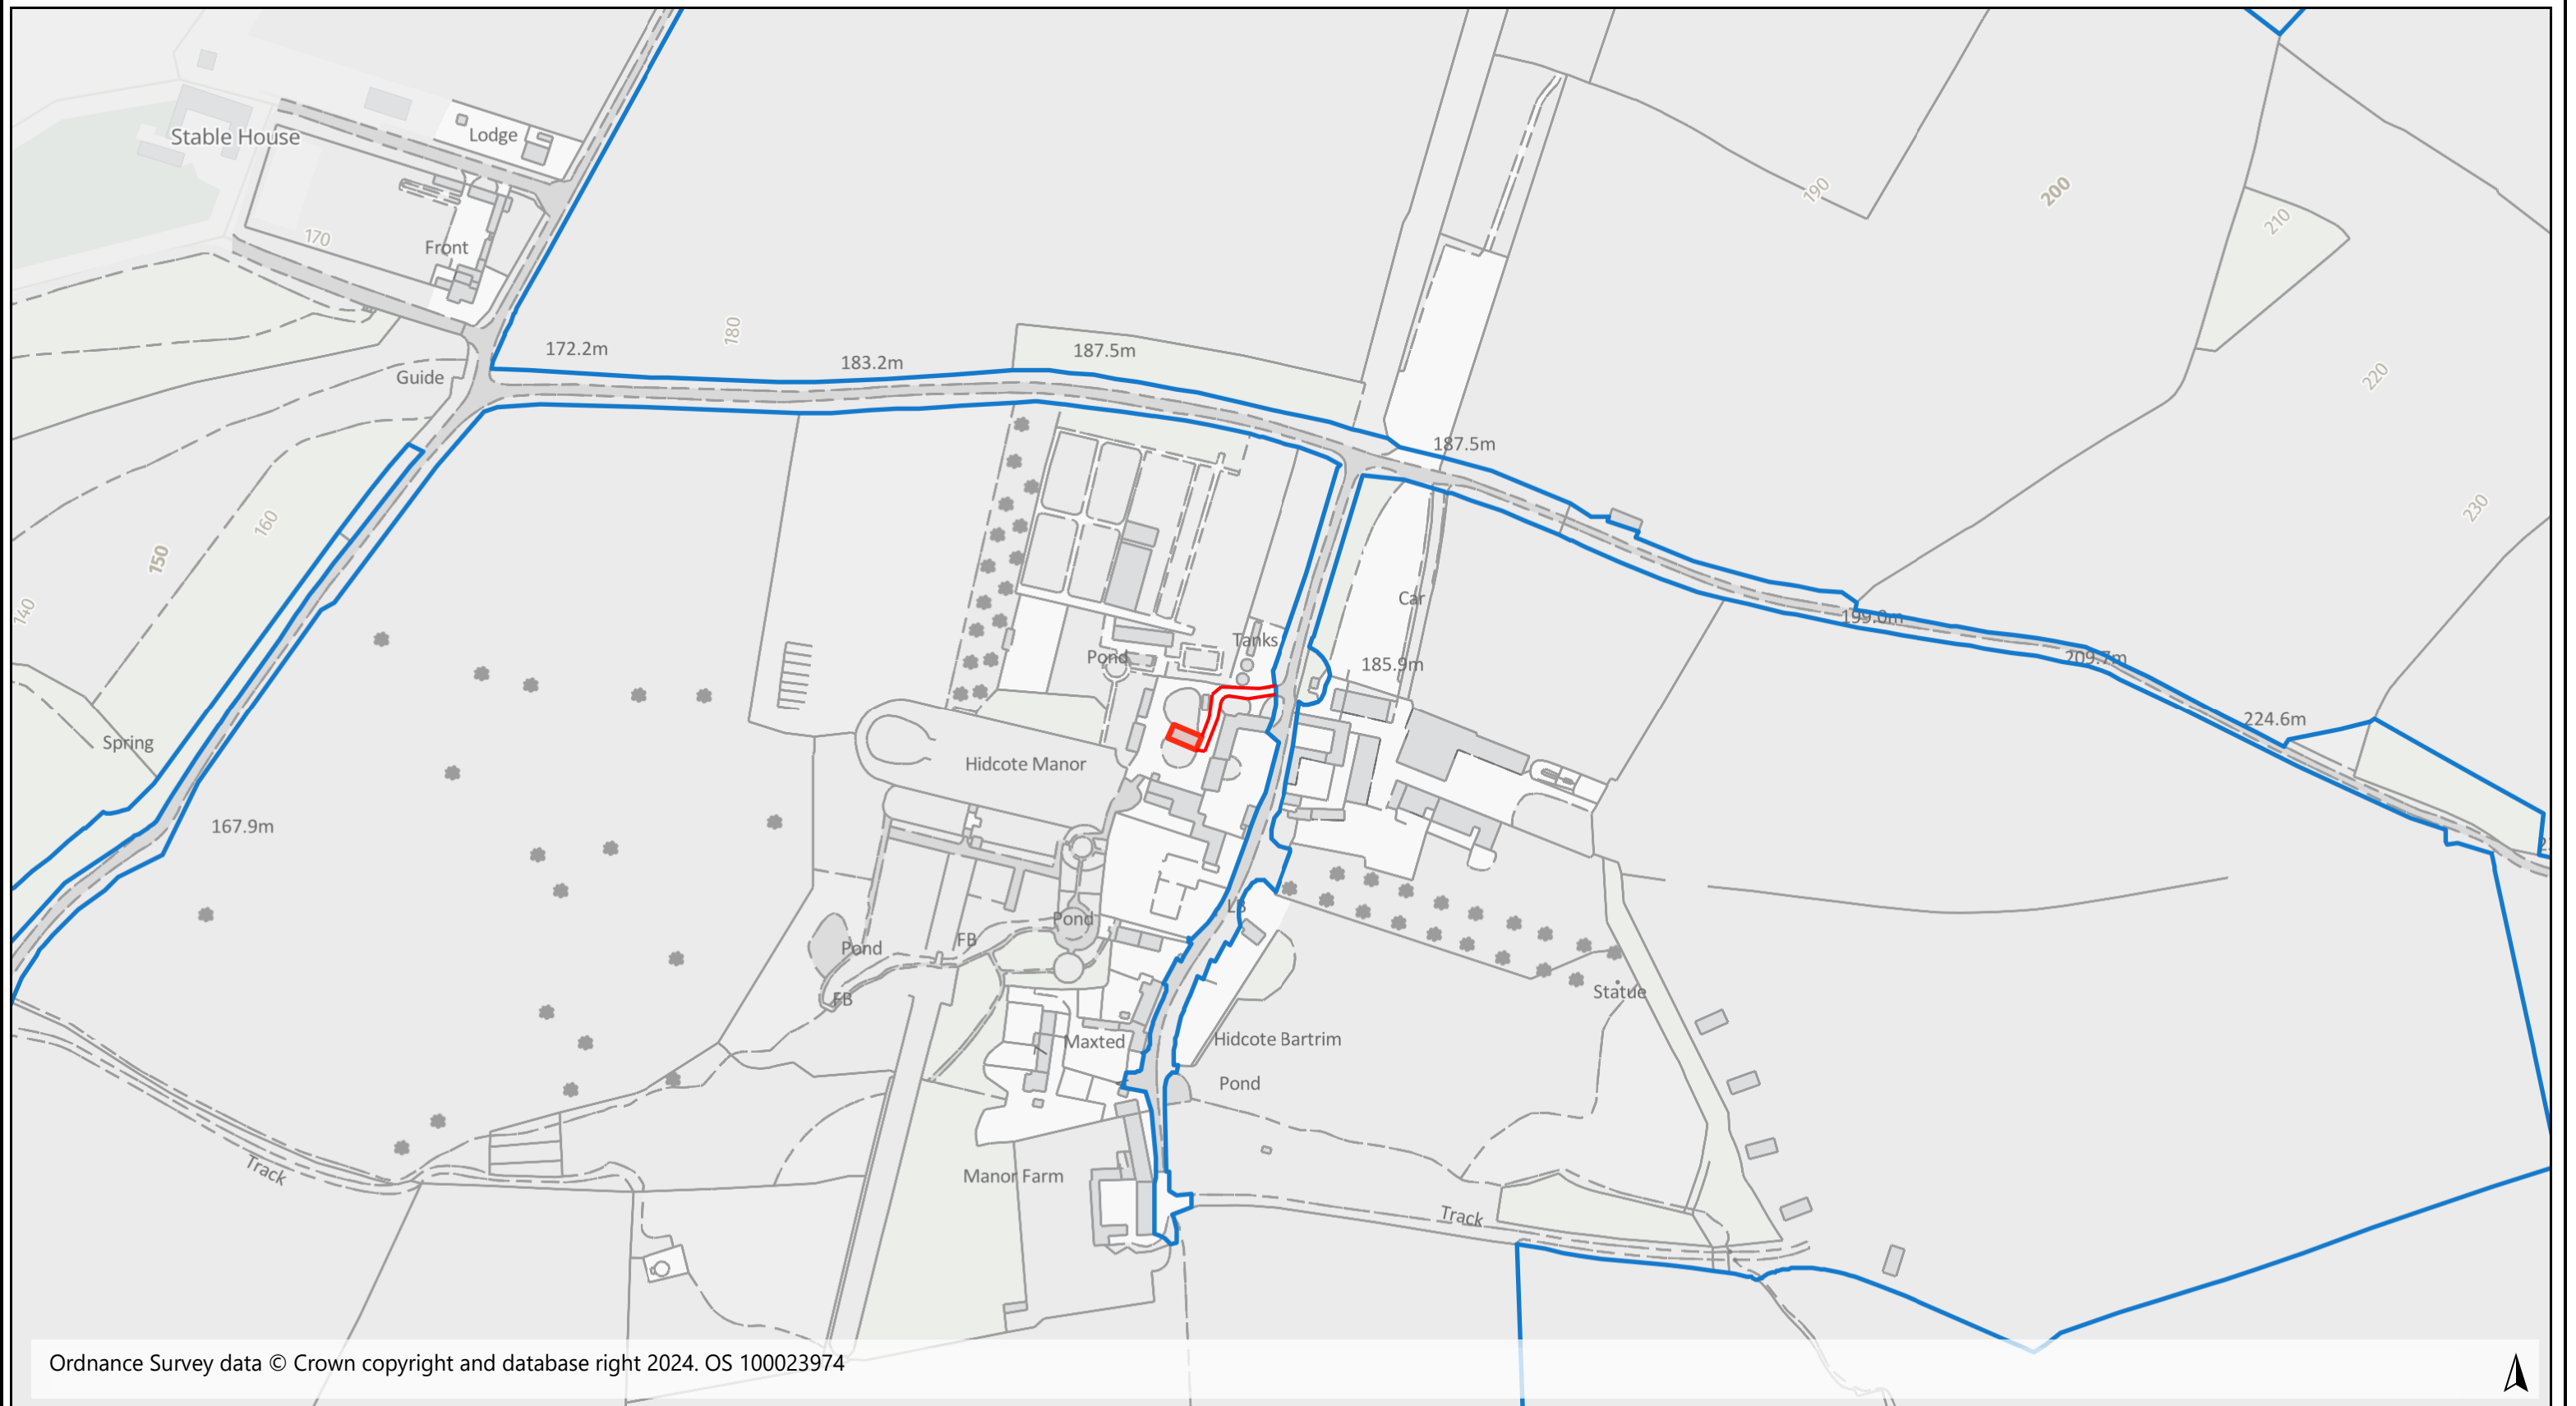 Lodge
Stable House
190
200
210
Front
170
180
172.2m
187.5m
183.2m
Guide
220
187.5m
230
160
150
Car
140
199.0m
Tanks
Pond
185.9m
209.7m
224.6m
Spring
Hidcote Manor
167.9m
LB
Pond
FB
Pond
FB
Statue
Maxted
Hidcote Bartrim
Pond
Track
Manor Farm
Track
Ordnance Survey data © Crown copyright and database right 2024. OS 100023974